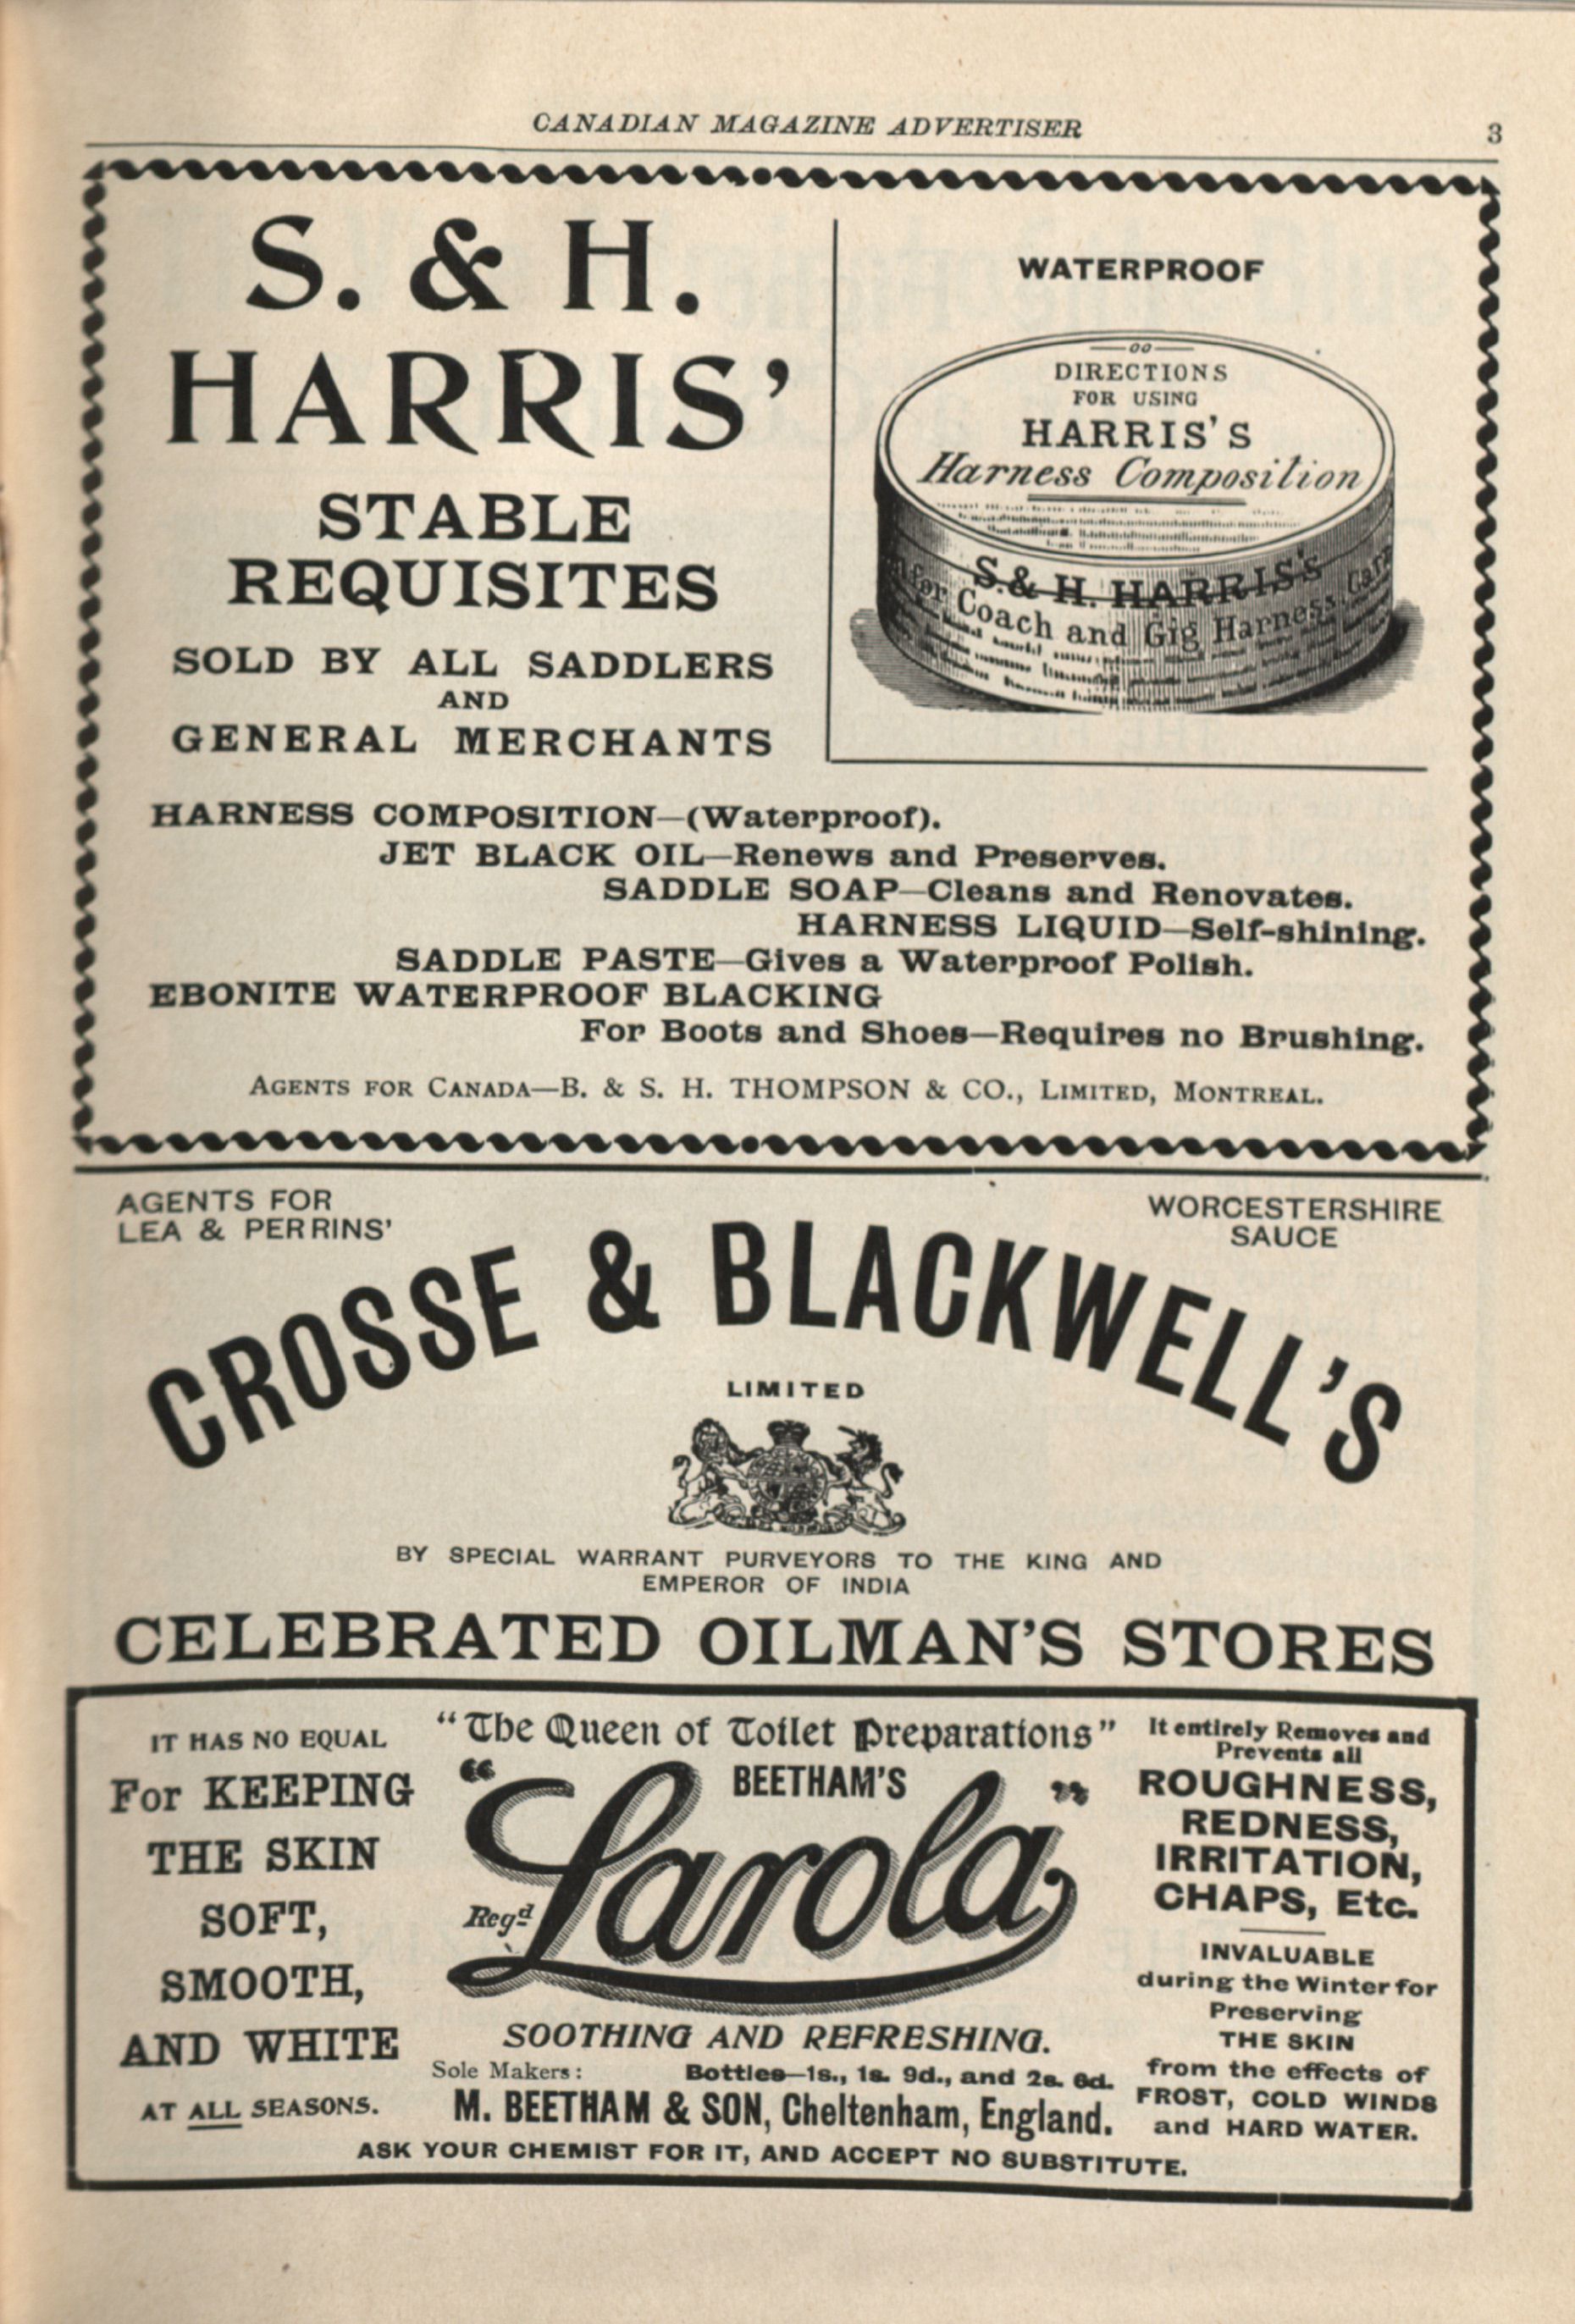 CANADIAN MAGAZINE ADVERTISER 3
S. & H.
HARRIS'
STABLE
REQUISITES
SOLD BY ALL SADDLERS
AND
GENERAL MERCHANTS
WATERPROOF
DIRECTIONS
FOR USING
HARRIS'S
Harness Composition
S. & H. HARRIS'S
for Coach and Gig Harness
HARNESS COMPOSITION—(Waterproof).
JET BLACK OIL—Renews and Preserves.
SADDLE SOAP—Cleans and Renovates.
HARNESS LIQUID—Self-shining.
SADDLE PASTE—Gives a Waterproof Polish.
EBONITE WATERPROOF BLACKING
For Boots and Shoes—Requires no Brushing.
AGENTS FOR CANADA—B. & S. H. THOMPSON & CO., LIMITED, MONTREAL.
AGENTS FOR
LEA & PERRINS'
WORCESTERSHIRE
SAUCE
CROSSE & BLACKWELL'S
LIMITED
BY SPECIAL WARRANT PURVEYORS TO THE KING AND
EMPEROR OF INDIA
CELEBRATED OILMAN'S STORES
IT HAS NO EQUAL
For KEEPING
THE SKIN
SOFT,
SMOOTH,
AND WHITE
AT ALL SEASONS.
"The Queen of Toilet Preparations"
BEETHAM'S
"Larola"
Regd
SOOTHING AND REFRESHING.
Sole Makers: Bottles—1s., 1s. 9d., and 2s. 6d.
M. BEETHAM & SON, Cheltenham, England.
It entirely Removes and
Prevents all
ROUGHNESS,
REDNESS,
IRRITATION,
CHAPS, Etc.
INVALUABLE
during the Winter for
Preserving
THE SKIN
from the effects of
FROST, COLD WINDS
and HARD WATER.
ASK YOUR CHEMIST FOR IT, AND ACCEPT NO SUBSTITUTE.